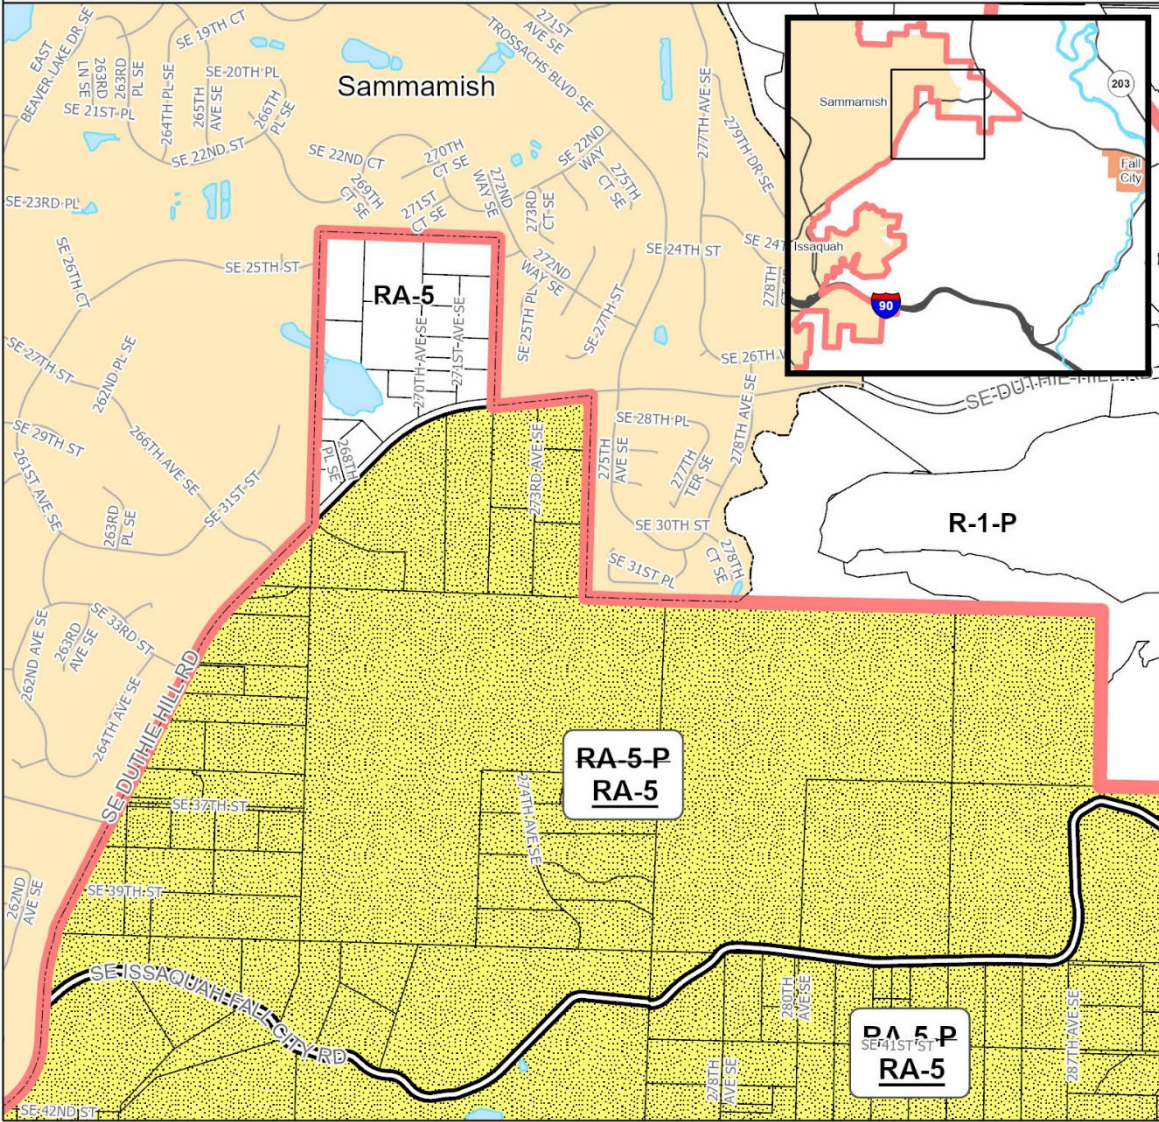 EAST
BEAVER LAKE DR SE
263RD
LN SE
263RD
PL SE
SE 19TH CT
SE 20TH PL
SE 21ST PL
264TH PL SE
265TH
AVE SE
266TH
PL SE
SE 22ND ST
SE 22ND CT
SE 23RD PL
Sammamish
TROSSACHS BLVD SE
271ST
AVE SE
277TH AVE SE
279TH DR SE
270TH
CT SE
269TH
CT SE
271ST
CT SE
272ND
WAY SE
273RD
CT SE
SE 22ND
WAY
275TH
CT SE
SE 24TH ST
SE 24T
278TH
272ND
WAY SE
SE 25TH PL
SE 27TH ST
SE 26TH
Sammamish
203
Fall
City
Issaquah
90
SE 25TH ST
SE 26TH CT
SE 27TH ST
262ND PL SE
SE 29TH ST
266TH AVE SE
261ST AVE SE
263RD
PL SE
SE 31ST ST
RA-5
270TH AVE SE
271ST AVE SE
268TH
PL SE
273RD AVE SE
275TH
AVE SE
SE 28TH PL
277TH
TER SE
278TH AVE SE
SE 30TH ST
278TH
CT SE
SE 31ST PL
SE DUTHIE HILL RD
R-1-P
262ND AVE SE
263RD
AVE SE
SE 33RD ST
264TH AVE SE
SE DUTHIE HILL RD
SE 37TH ST
SE 39TH ST
262ND
AVE SE
274TH AVE SE
RA-5-P
RA-5
SE ISSAQUAH FALL CITY RD
SE 42ND ST
280TH
AVE SE
278TH
AVE SE
RA-5-P
SE 41ST ST
RA-5
287TH AVE SE